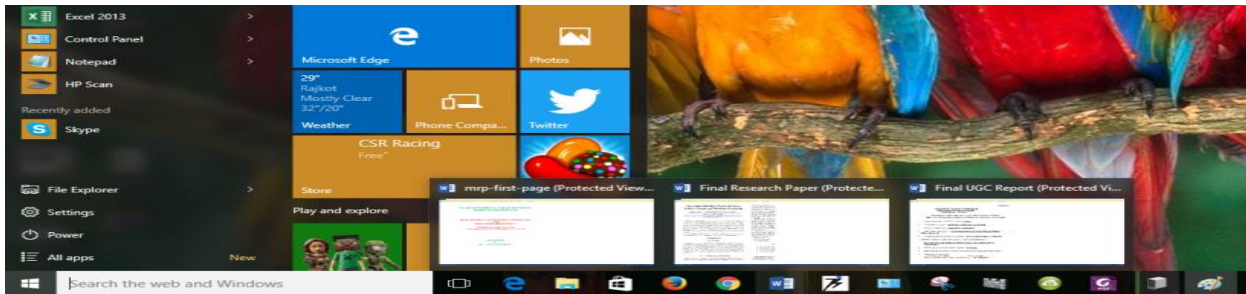 Excel 2013
Control Panel
Notepad
HP Scan
Recently added
Skype
File Explorer
Settings
Power
All apps
New
Search the web and Windows
Microsoft Edge
Photos
29°
Rajkot
Mostly Clear
32°/20°
Weather
Phone Compa...
Twitter
CSR Racing
Free
Store
Play and explore
mrp-first-page (Protected View...
Final Research Paper (Protecte...
Final UGC Report (Protected Vi...